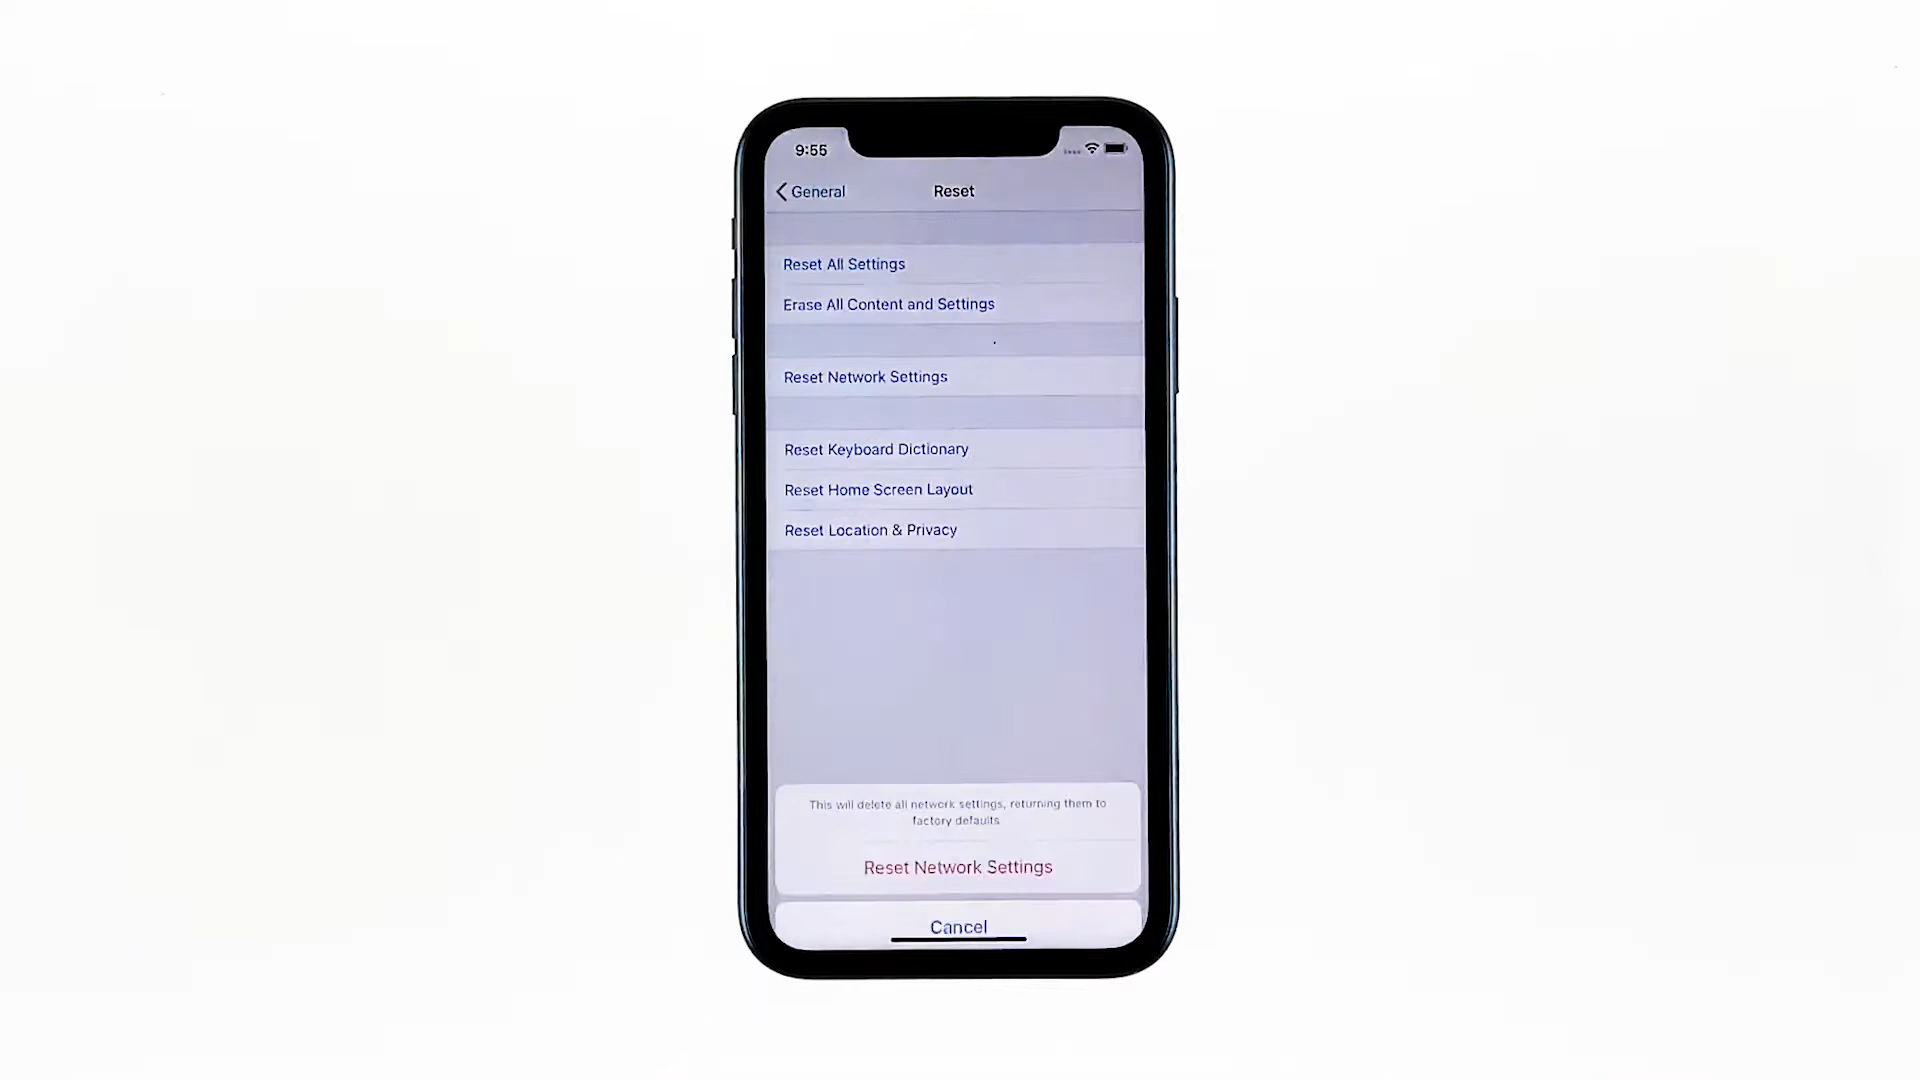 9:55
General
Reset
Reset All Settings
Erase All Content and Settings
Reset Network Settings
Reset Keyboard Dictionary
Reset Home Screen Layout
Reset Location & Privacy
This will delete all network settings, returning them to
factory defaults
Reset Network Settings
Cancel